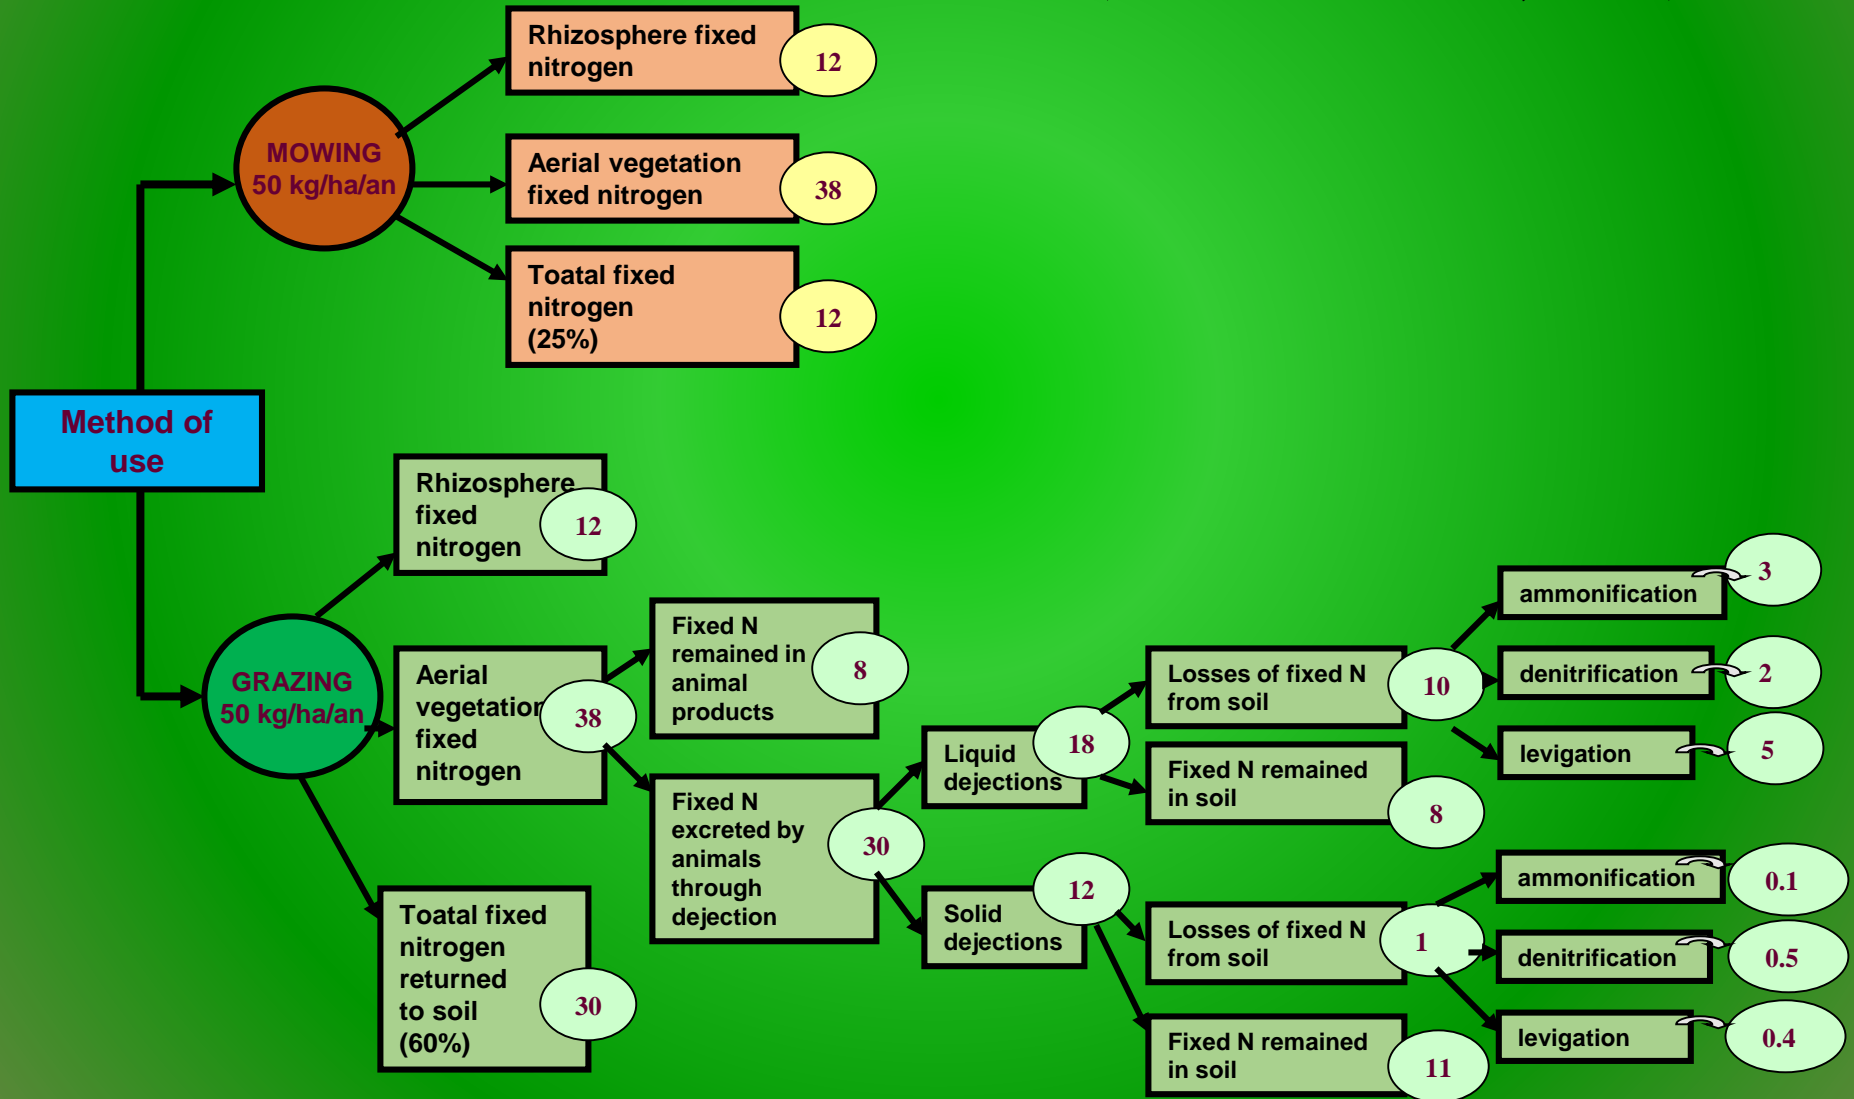 Rhizosphere fixed
nitrogen
12
MOWING
50 kg/ha/an
Aerial vegetation
fixed nitrogen
38
Toatal fixed
nitrogen
(25%)
12
Method of
use
Rhizosphere
fixed
nitrogen
12
GRAZING
50 kg/ha/an
Aerial
vegetation
fixed
nitrogen
38
Fixed N
remained in
animal
products
8
Fixed N
excreted by
animals
through
dejection
30
Toatal fixed
nitrogen
returned
to soil
(60%)
30
Liquid
dejections
18
Losses of fixed N
from soil
10
ammonification
3
denitrification
2
levigation
5
Fixed N remained
in soil
8
Solid
dejections
12
Losses of fixed N
from soil
1
ammonification
0.1
denitrification
0.5
levigation
0.4
Fixed N remained
in soil
11